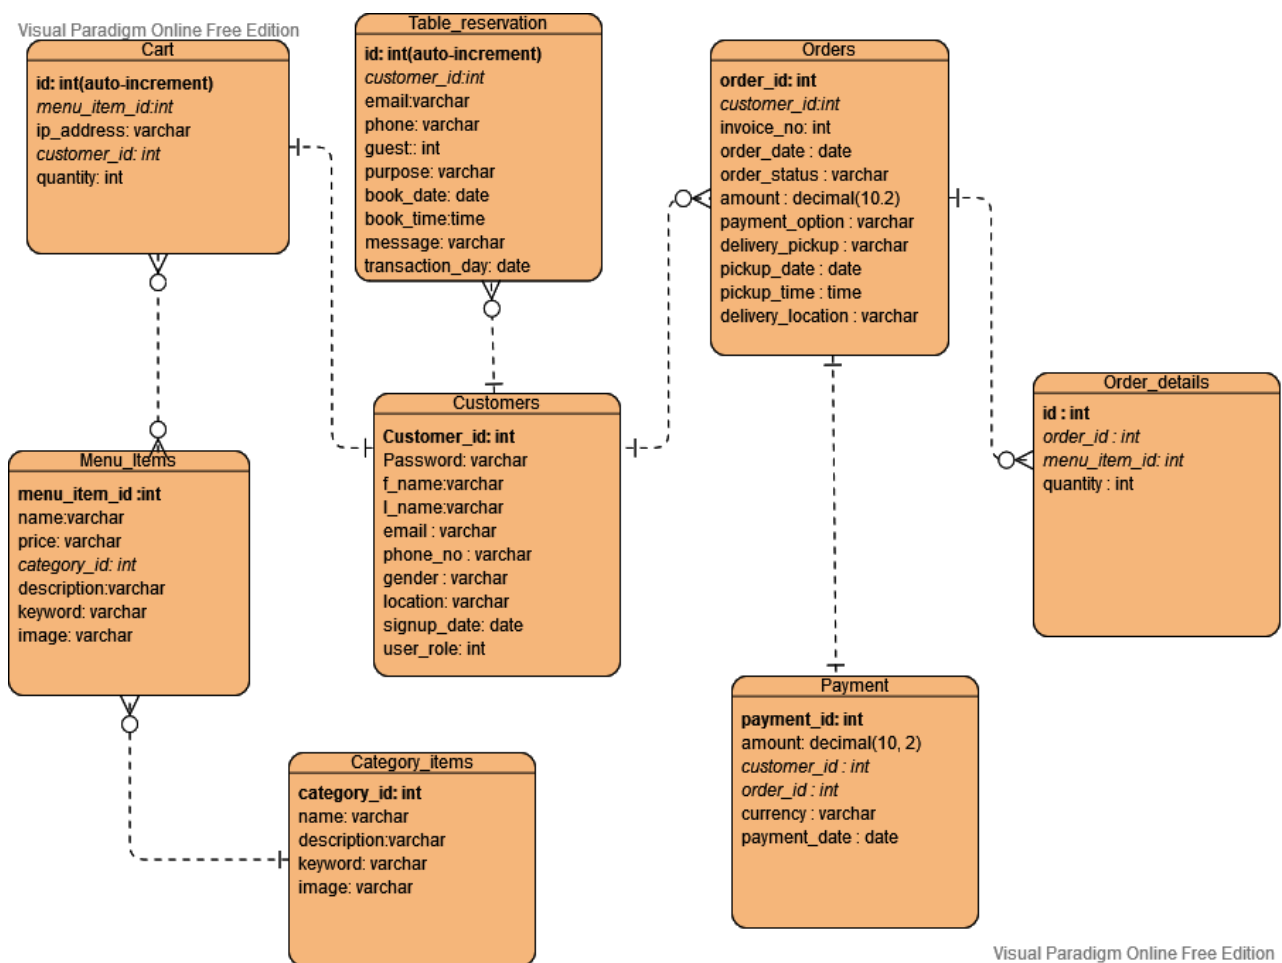 Visual Paradigm Online Free Edition
Cart
id: int(auto-increment)
menu_item_id:int
ip_address: varchar
customer_id: int
quantity: int
Table_reservation
id: int(auto-increment)
customer_id:int
email:varchar
phone: varchar
guest:: int
purpose: varchar
book_date: date
book_time:time
message: varchar
transaction_day: date
Orders
order_id: int
customer_id:int
invoice_no: int
order_date : date
order_status : varchar
amount : decimal(10.2)
payment_option : varchar
delivery_pickup : varchar
pickup_date : date
pickup_time : time
delivery_location : varchar
Order_details
id : int
order_id : int
menu_item_id: int
quantity : int
Customers
Customer_id: int
Password: varchar
f_name:varchar
l_name:varchar
email : varchar
phone_no : varchar
gender : varchar
location: varchar
signup_date: date
user_role: int
Menu_Items
menu_item_id :int
name:varchar
price: varchar
category_id: int
description:varchar
keyword: varchar
image: varchar
Category_items
category_id: int
name: varchar
description:varchar
keyword: varchar
image: varchar
Payment
payment_id: int
amount: decimal(10, 2)
customer_id : int
order_id : int
currency : varchar
payment_date : date
Visual Paradigm Online Free Edition